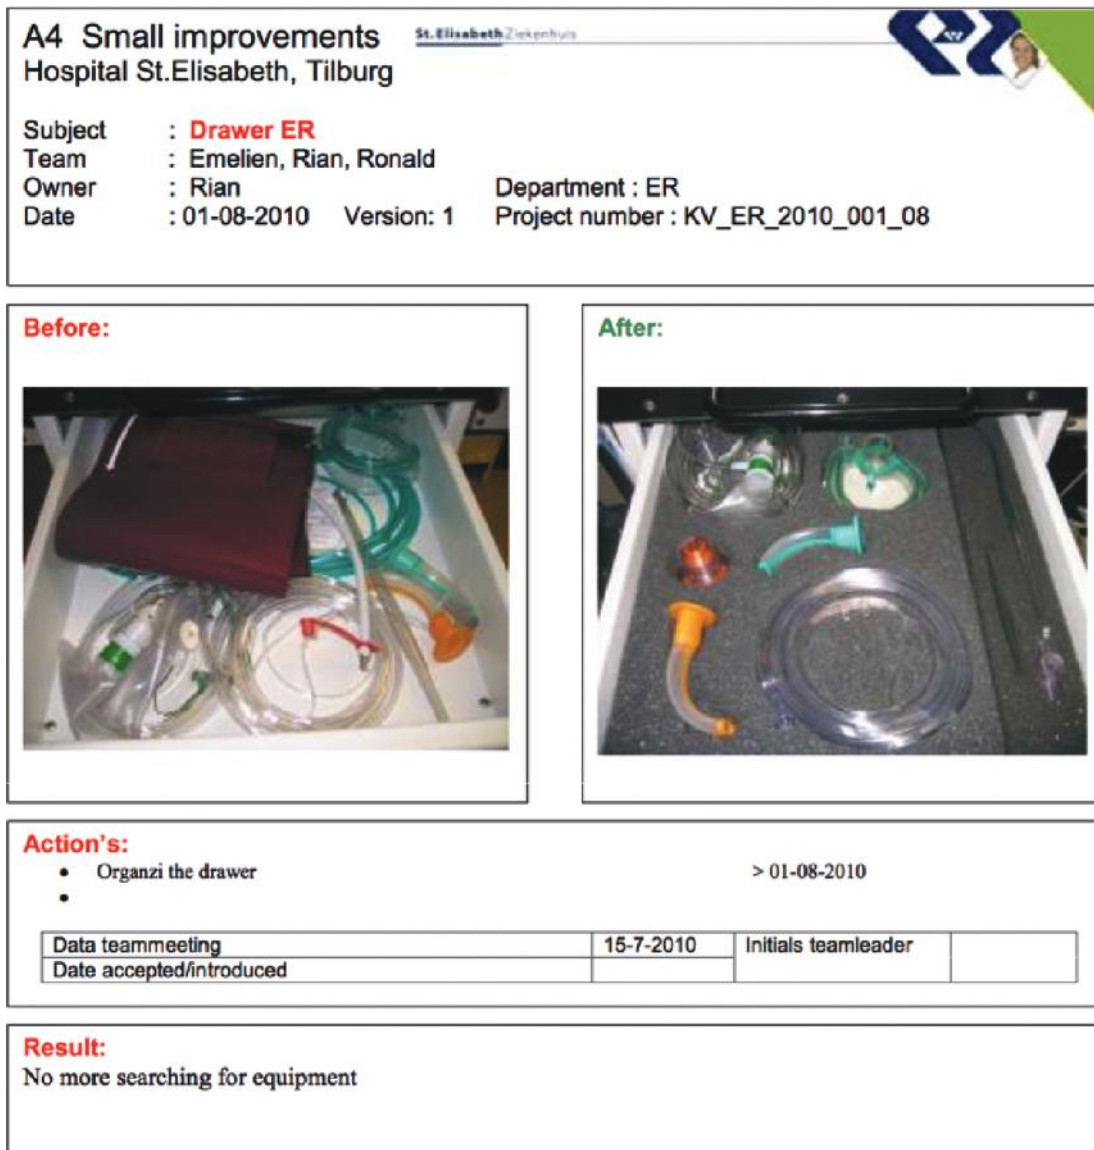 A4 Small improvements
St.Elisabeth Ziekenhuis
Hospital St.Elisabeth, Tilburg
Subject : Drawer ER
Team : Emelien, Rian, Ronald
Owner : Rian Department : ER
Date : 01-08-2010 Version: 1 Project number : KV_ER_2010_001_08
Before:
After:
Action's:
• Organzi the drawer > 01-08-2010
•
Data teammeeting 15-7-2010 Initials teamleader
Date accepted/introduced
Result:
No more searching for equipment